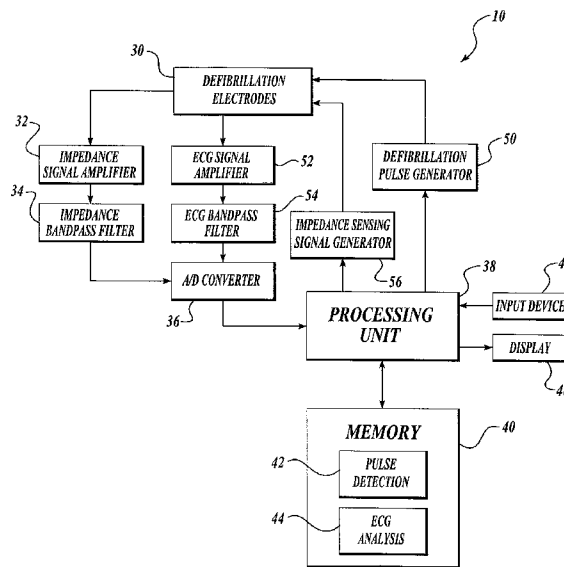 10
30
DEFIBRILLATION
ELECTRODES
32
IMPEDANCE
SIGNAL AMPLIFIER
ECG SIGNAL
AMPLIFIER
52
DEFIBRILLATION
PULSE GENERATOR
50
34
IMPEDANCE
BANDPASS FILTER
ECG BANDPASS
FILTER
54
IMPEDANCE SENSING
SIGNAL GENERATOR
56
A/D CONVERTER
36
38
PROCESSING
UNIT
INPUT DEVICE
DISPLAY
MEMORY
40
42
PULSE
DETECTION
44
ECG
ANALYSIS